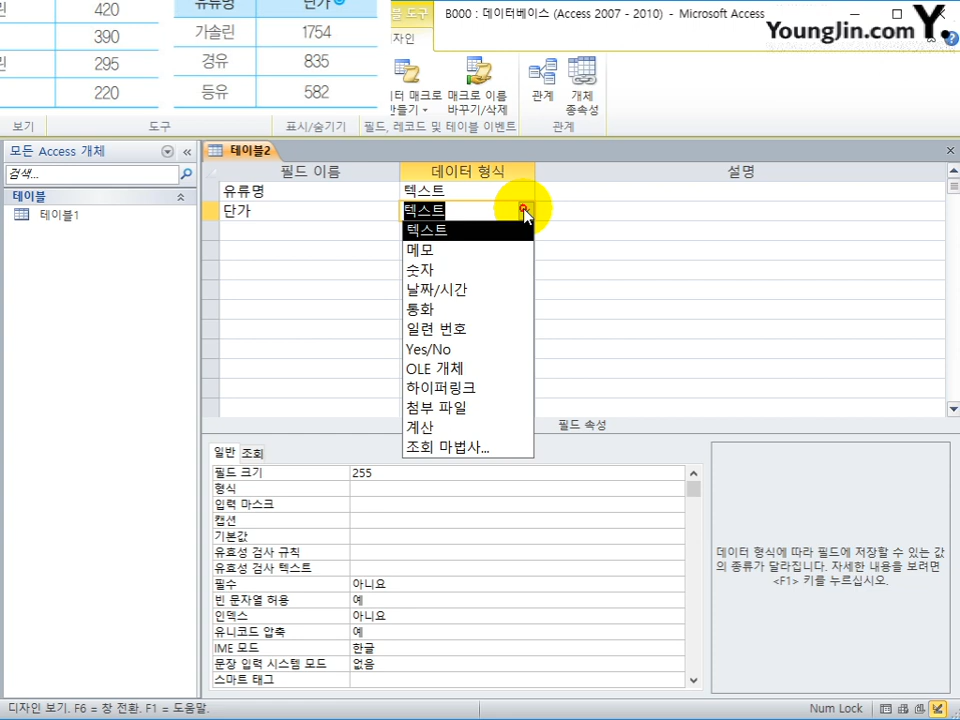 420
유류명 단가
B000 : 데이터베이스 (Access 2007 - 2010) - Microsoft Access
YoungJin.com Y.
390
가솔린 1754
295
경유 835
220
등유 582
데이터 매크로 이름
바꾸기/삭제
관계
개체
종속성
보기
도구
표시/숨기기
필드, 레코드 및 테이블 이벤트
관계
모든 Access 개체
검색...
테이블
테이블1
테이블2
필드 이름 데이터 형식 설명
유류명 텍스트
단가 텍스트
텍스트
메모
숫자
날짜/시간
통화
일련 번호
Yes/No
OLE 개체
하이퍼링크
첨부 파일
계산
조회 마법사...
필드 속성
일반 조회
필드 크기 255
형식
입력 마스크
캡션
기본값
유효성 검사 규칙
유효성 검사 텍스트
필수 아니요
빈 문자열 허용 예
인덱스 아니요
유니코드 압축 예
IME 모드 한글
문장 입력 시스템 모드 없음
스마트 태그
데이터 형식에 따라 필드에 저장할 수 있는 값
의 종류가 달라집니다. 자세한 내용을 보려면
<F1> 키를 누르십시오.
디자인 보기. F6 = 창 전환. F1 = 도움말.
Num Lock